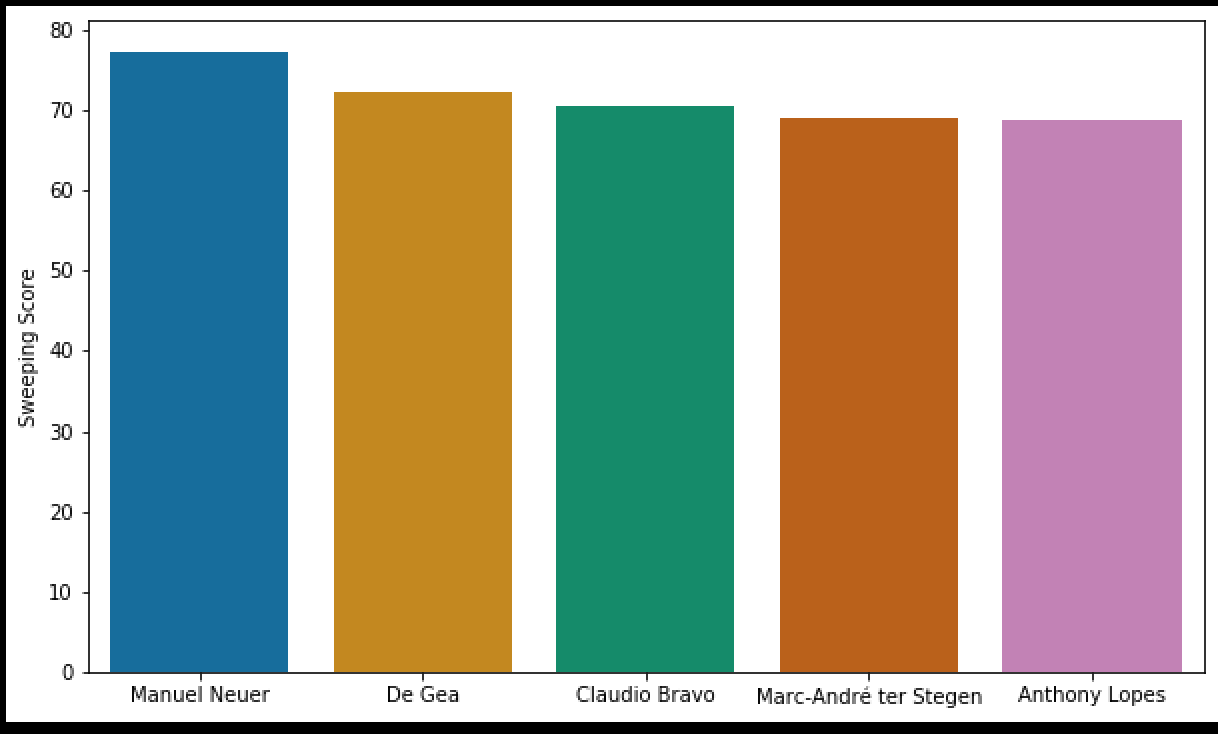 80
70
60
50
40
30
20
10
0
Sweeping Score
Manuel Neuer
De Gea
Claudio Bravo
Marc-André ter Stegen
Anthony Lopes